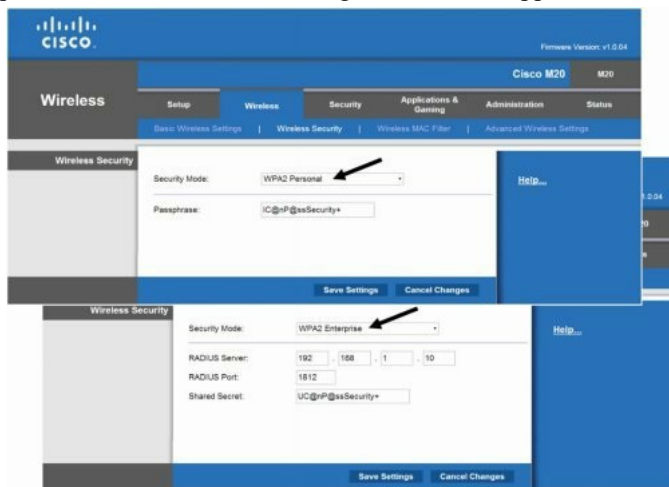 CISCO
Firmware Version: v1.0.04
Cisco M20 M20
Wireless
Setup Wireless Security Applications & Gaming Administration Status
Basic Wireless Settings | Wireless Security | Wireless MAC Filter | Advanced Wireless Settings
Wireless Security
Security Mode: WPA2 Personal
Help...
Passphrase: IC@nP@ssSecurity+
Save Settings Cancel Changes
1.0.04
Wireless Security
Security Mode: WPA2 Enterprise
Help...
RADIUS Server: 192 . 168 . 1 . 10
RADIUS Port: 1812
Shared Secret: UC@nP@ssSecurity+
Save Settings Cancel Changes